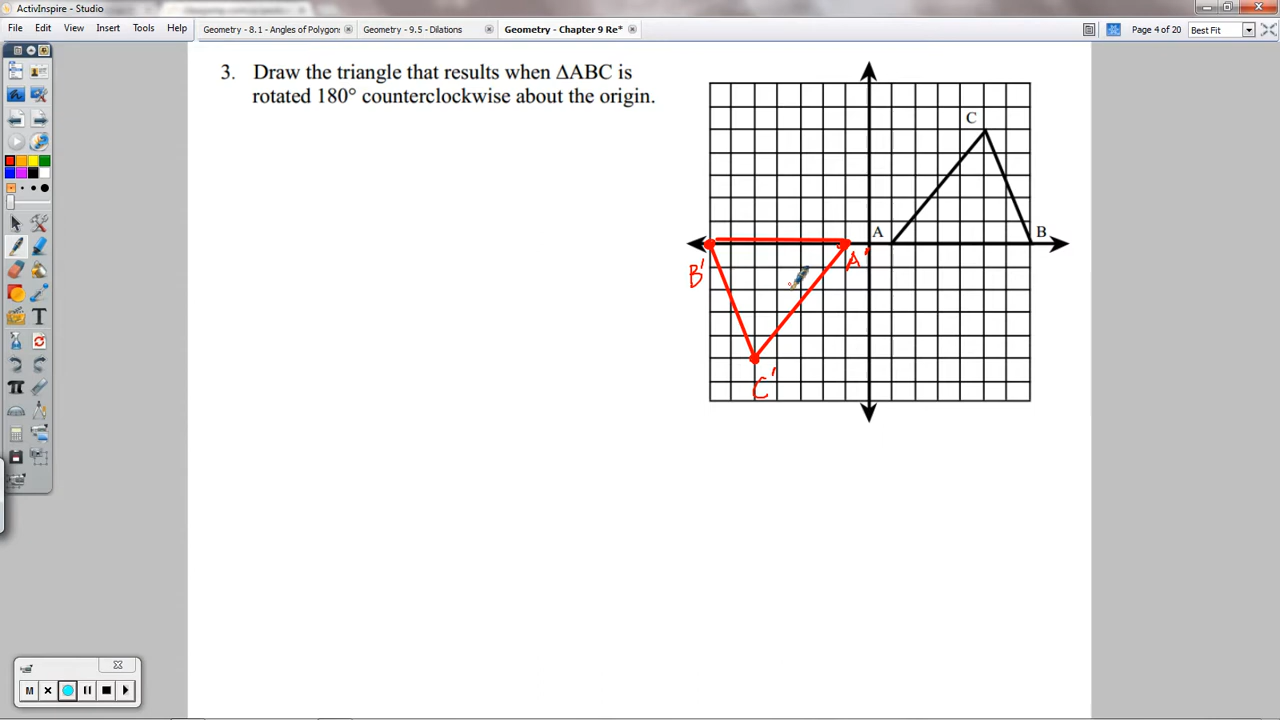 ActivInspire - Studio
File Edit View Insert Tools Help
Geometry - 8.1 - Angles of Polygon
Geometry - 9.5 - Dilations
Geometry - Chapter 9 Re*
Page 4 of 20
Best Fit
3. Draw the triangle that results when ΔABC is
rotated 180° counterclockwise about the origin.
C
A
B
B'
A'
C'
T
M